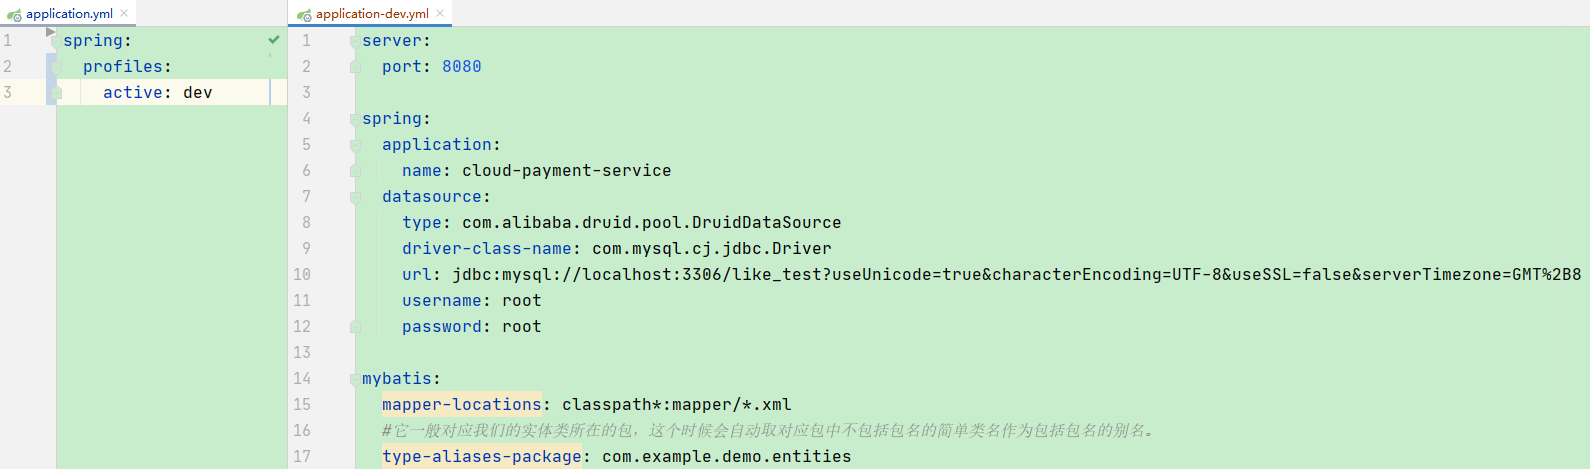 application.yml
1 spring:
2 profiles:
3 active: dev
application-dev.yml
1 server:
2 port: 8080
3
4 spring:
5 application:
6 name: cloud-payment-service
7 datasource:
8 type: com.alibaba.druid.pool.DruidDataSource
9 driver-class-name: com.mysql.cj.jdbc.Driver
10 url: jdbc:mysql://localhost:3306/like_test?useUnicode=true&characterEncoding=UTF-8&useSSL=false&serverTimezone=GMT%2B8
11 username: root
12 password: root
13
14 mybatis:
15 mapper-locations: classpath*:mapper/*.xml
16 #它一般对应我们的实体类所在的包，这个时候会自动取对应包中不包括包名的简单类名作为包括包名的别名。
17 type-aliases-package: com.example.demo.entities